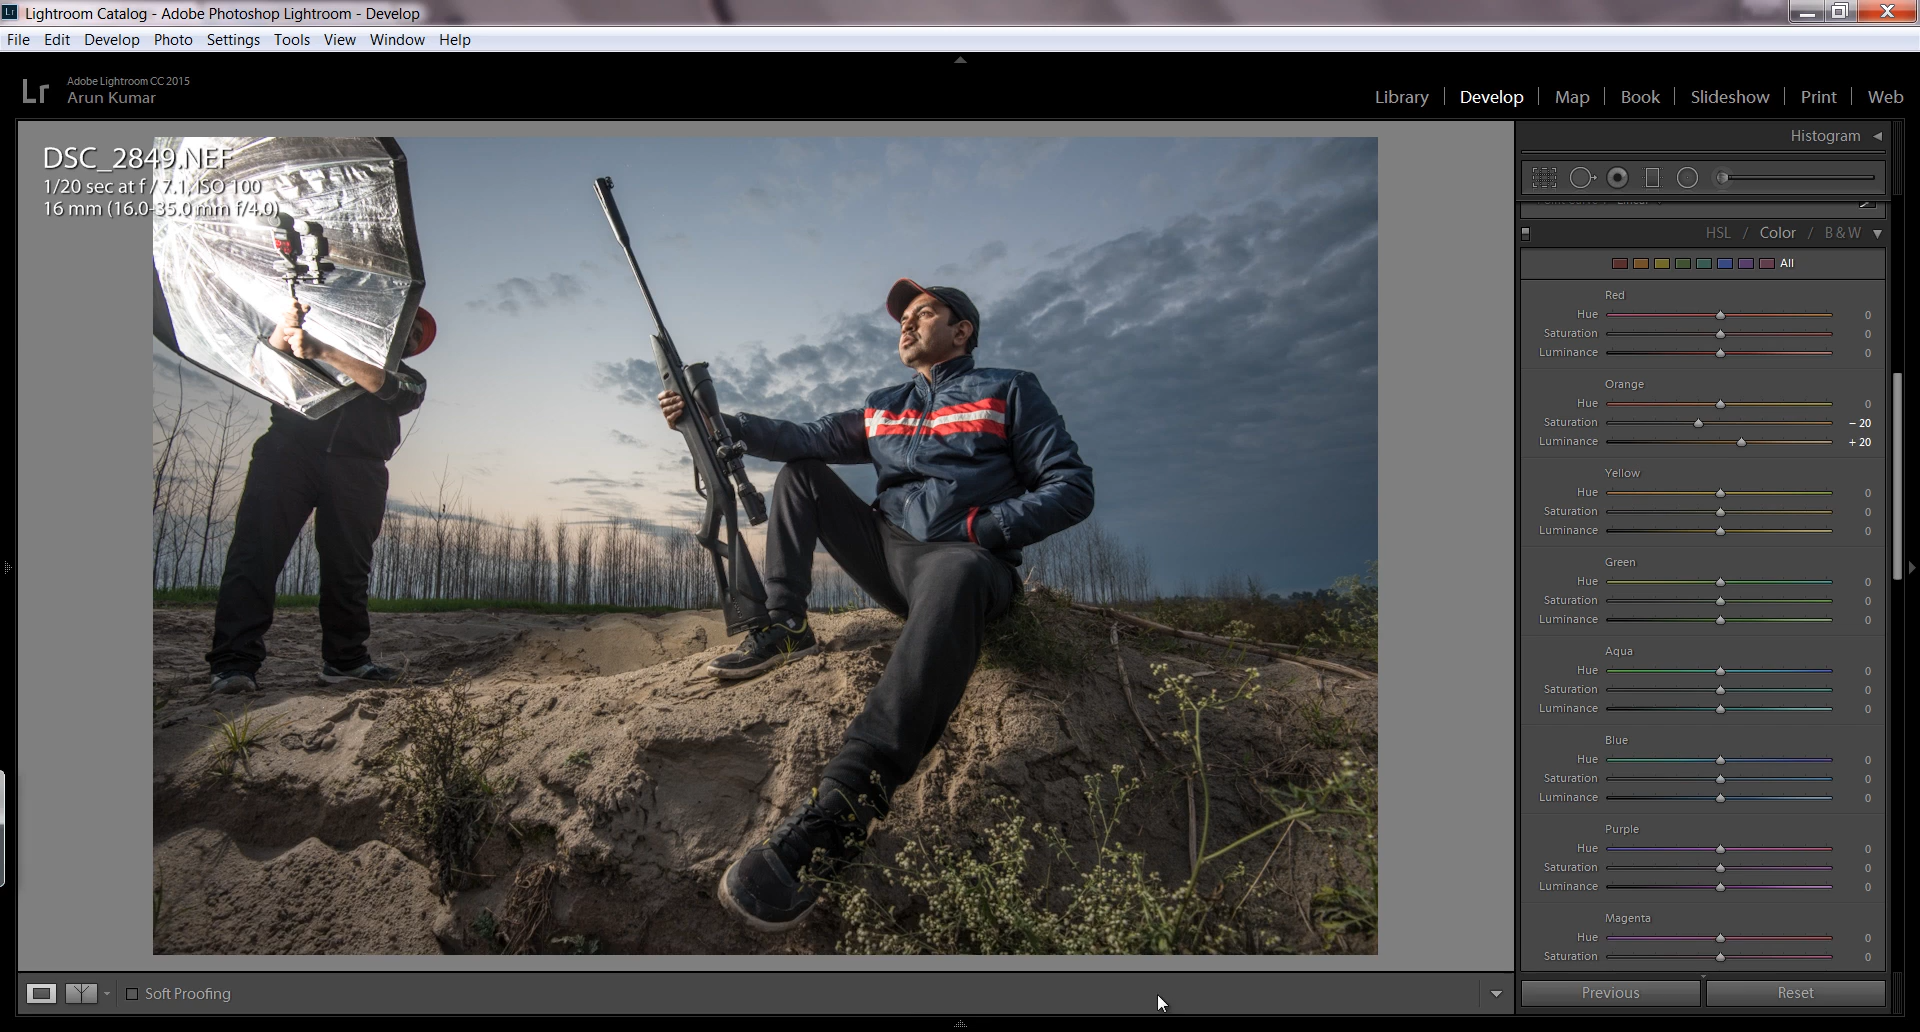 Lightroom Catalog - Adobe Photoshop Lightroom - Develop
File Edit Develop Photo Settings Tools View Window Help
Lr
Adobe Lightroom CC 2015
Arun Kumar
Library | Develop | Map | Book | Slideshow | Print | Web
DSC_2849.NEF
1/20 sec at f / 7.1, ISO 100
16 mm (16.0-35.0 mm f/4.0)
Histogram
HSL / Color / B & W
All
Red
Hue 0
Saturation 0
Luminance 0
Orange
Hue 0
Saturation – 20
Luminance + 20
Yellow
Hue 0
Saturation 0
Luminance 0
Green
Hue 0
Saturation 0
Luminance 0
Aqua
Hue 0
Saturation 0
Luminance 0
Blue
Hue 0
Saturation 0
Luminance 0
Purple
Hue 0
Saturation 0
Luminance 0
Magenta
Hue 0
Saturation 0
Soft Proofing
Previous Reset